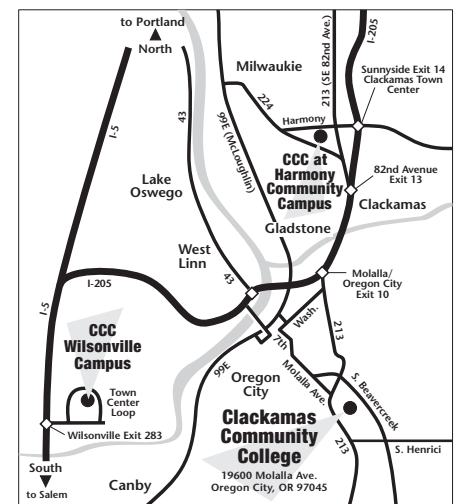 to Portland
North
I-205
213 (SE 82nd Ave.)
Milwaukie
Sunnyside Exit 14
Clackamas Town
Center
224
Harmony
I-5
43
99E (McLoughlin)
CCC at
Harmony
Community
Campus
82nd Avenue
Exit 13
Lake
Oswego
Clackamas
Gladstone
West
Linn
43
Molalla/
Oregon City
Exit 10
I-205
I-5
Wash.
213
7th
CCC
Wilsonville
Campus
99E
Oregon
City
Molalla Ave.
S. Beavercreek
Town
Center
Loop
Clackamas
Community
College
Wilsonville Exit 283
213
S. Henrici
South
to Salem
Canby
19600 Molalla Ave.
Oregon City, OR 97045